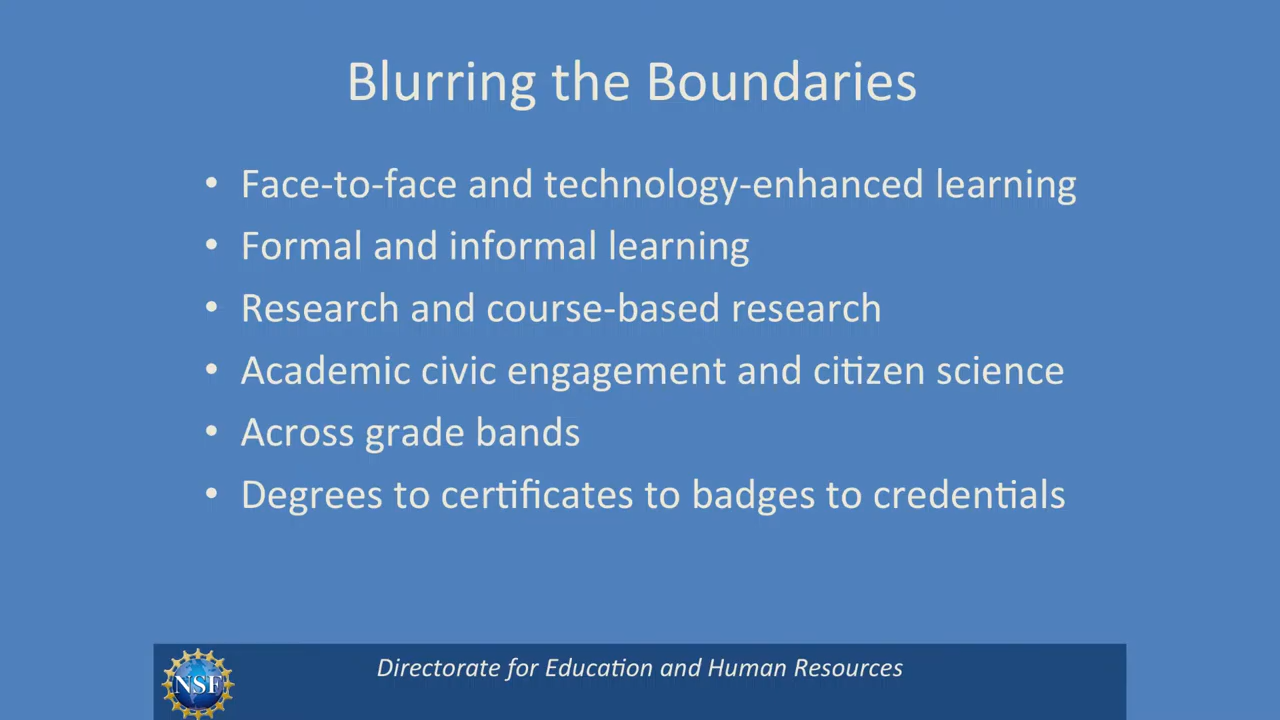 Blurring the Boundaries
• Face-to-face and technology-enhanced learning
• Formal and informal learning
• Research and course-based research
• Academic civic engagement and citizen science
• Across grade bands
• Degrees to certificates to badges to credentials
Directorate for Education and Human Resources
NSF